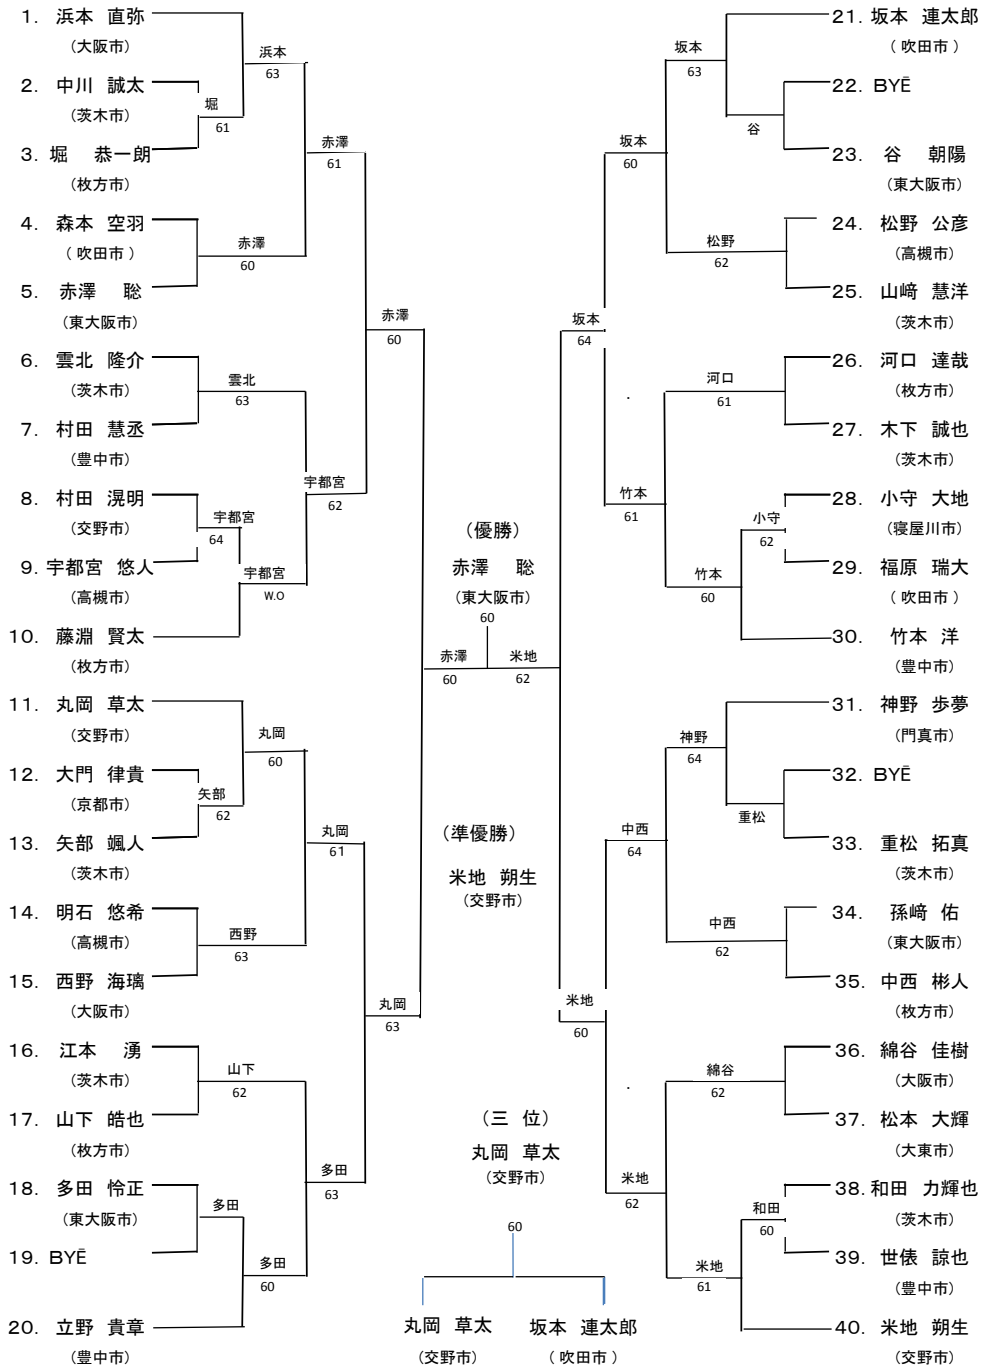 1. 浜本 直弥
(大阪市)
2. 中川 誠太
(茨木市)
3. 堀 恭一朗
(枚方市)
4. 森本 空羽
( 吹田市 )
5. 赤澤 聡
(東大阪市)
6. 雲北 隆介
(茨木市)
7. 村田 慧丞
(豊中市)
8. 村田 滉明
(交野市)
9. 宇都宮 悠人
(高槻市)
10. 藤淵 賢太
(枚方市)
11. 丸岡 草太
(交野市)
12. 大門 律貴
(京都市)
13. 矢部 颯人
(茨木市)
14. 明石 悠希
(高槻市)
15. 西野 海璃
(大阪市)
16. 江本 湧
(茨木市)
17. 山下 皓也
(枚方市)
18. 多田 怜正
(東大阪市)
19. BYE
20. 立野 貴章
(豊中市)
浜本
63
堀
61
赤澤
61
赤澤
60
赤澤
60
雲北
63
宇都宮
62
宇都宮
64
宇都宮
W.O
丸岡
60
矢部
62
丸岡
61
西野
63
丸岡
63
山下
62
多田
63
多田
多田
60
(優勝)
赤澤 聡
(東大阪市)
60
赤澤
60
米地
62
(準優勝)
米地 朔生
(交野市)
(三 位)
丸岡 草太
(交野市)
60
丸岡 草太
(交野市)
坂本 連太郎
( 吹田市 )
坂本
63
谷
坂本
60
松野
62
坂本
64
河口
61
竹本
61
小守
62
竹本
60
神野
64
重松
中西
64
中西
62
米地
60
綿谷
62
米地
62
和田
60
米地
61
21. 坂本 連太郎
( 吹田市 )
22. BYE
23. 谷 朝陽
(東大阪市)
24. 松野 公彦
(高槻市)
25. 山﨑 慧洋
(茨木市)
26. 河口 達哉
(枚方市)
27. 木下 誠也
(茨木市)
28. 小守 大地
(寝屋川市)
29. 福原 瑞大
( 吹田市 )
30. 竹本 洋
(豊中市)
31. 神野 歩夢
(門真市)
32. BYE
33. 重松 拓真
(茨木市)
34. 孫﨑 佑
(東大阪市)
35. 中西 彬人
(枚方市)
36. 綿谷 佳樹
(大阪市)
37. 松本 大輝
(大東市)
38. 和田 力輝也
(茨木市)
39. 世俵 諒也
(豊中市)
40. 米地 朔生
(交野市)